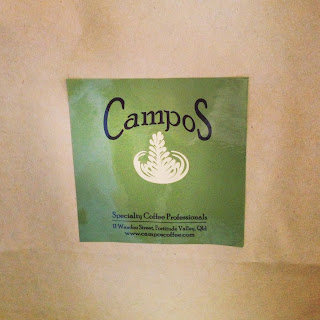 CampoS
Specialty Coffee Professionals
11 Wandoo Street, Fortitude Valley, Qld
www.camposcoffee.com